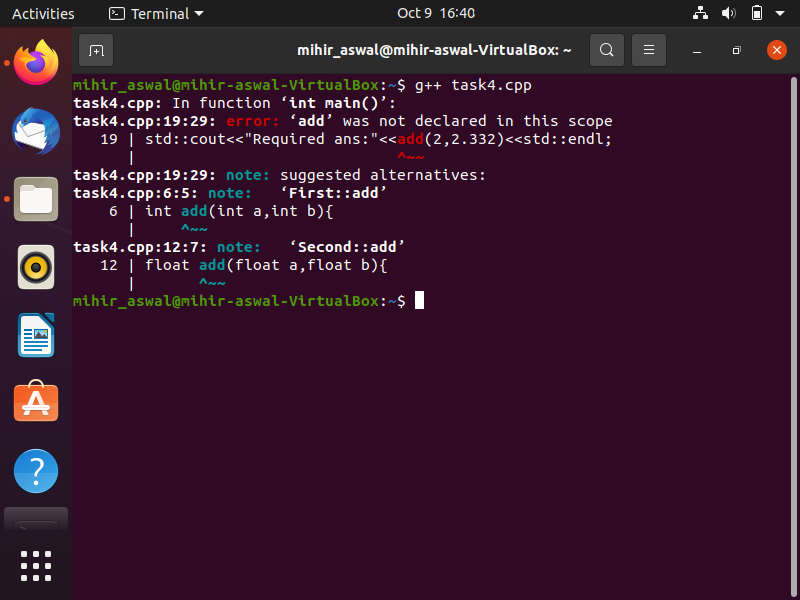 Activities Terminal Oct 9 16:40
mihir_aswal@mihir-aswal-VirtualBox: ~
mihir_aswal@mihir-aswal-VirtualBox:~$ g++ task4.cpp
task4.cpp: In function ‘int main()’:
task4.cpp:19:29: error: ‘add’ was not declared in this scope
   19 | std::cout<<"Required ans:"<<add(2,2.332)<<std::endl;
      |                             ^~~
task4.cpp:19:29: note: suggested alternatives:
task4.cpp:6:5: note:   ‘First::add’
    6 | int add(int a,int b){
      |     ^~~
task4.cpp:12:7: note:   ‘Second::add’
   12 | float add(float a,float b){
      |       ^~~
mihir_aswal@mihir-aswal-VirtualBox:~$